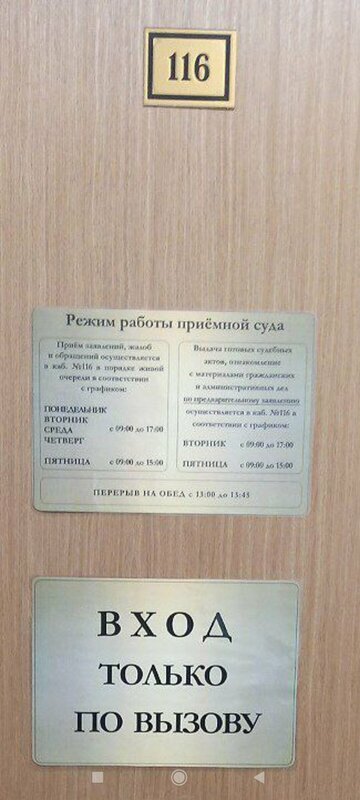 116
Режим работы приёмной суда
Приём заявлений, жалоб
и обращений осуществляется
в каб. №116 в порядке живой
очереди в соответствии
с графиком:
ПОНЕДЕЛЬНИК
ВТОРНИК
СРЕДА с 09:00 до 17:00
ЧЕТВЕРГ
ПЯТНИЦА с 09:00 до 15:00
Выдача готовых судебных
актов, ознакомление
с материалами гражданских
и административных дел
по предварительному заявлению
осуществляется в каб. №116 в
соответствии с графиком:
ВТОРНИК с 09:00 до 17:00
ПЯТНИЦА с 09:00 до 15:00
ПЕРЕРЫВ НА ОБЕД с 13:00 до 13:45
ВХОД
ТОЛЬКО
ПО ВЫЗОВУ